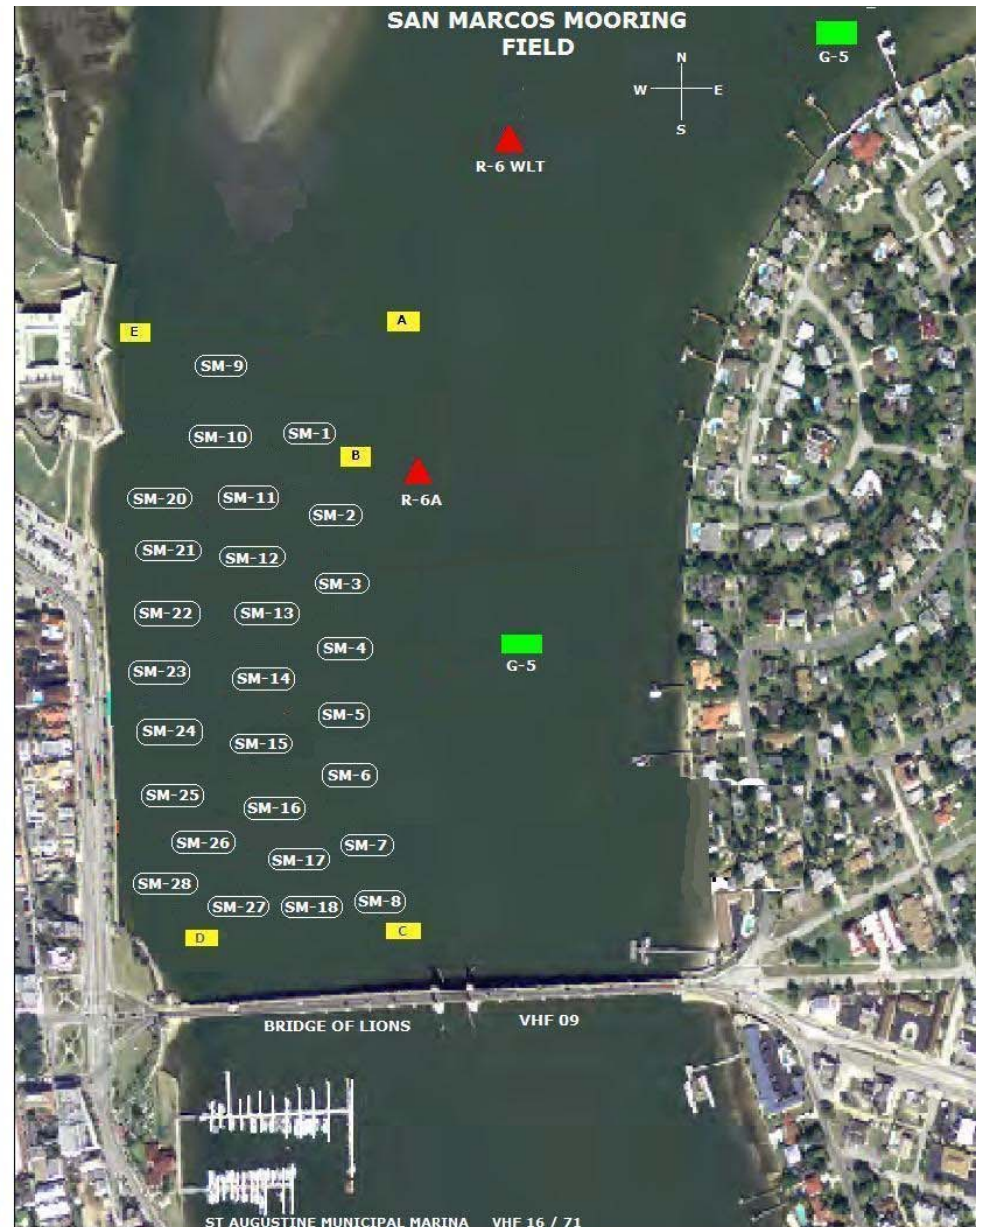 SAN MARCOS MOORING
FIELD
G-5
N
W E
S
R-6 WLT
E
A
SM-9
SM-10
SM-1
B
R-6A
SM-20
SM-11
SM-2
SM-21
SM-12
SM-3
SM-22
SM-13
SM-4
G-5
SM-23
SM-14
SM-5
SM-24
SM-15
SM-6
SM-25
SM-16
SM-26
SM-17
SM-7
SM-28
SM-27
SM-18
SM-8
D
C
BRIDGE OF LIONS
VHF 09
ST AUGUSTINE MUNICIPAL MARINA VHF 16 / 71